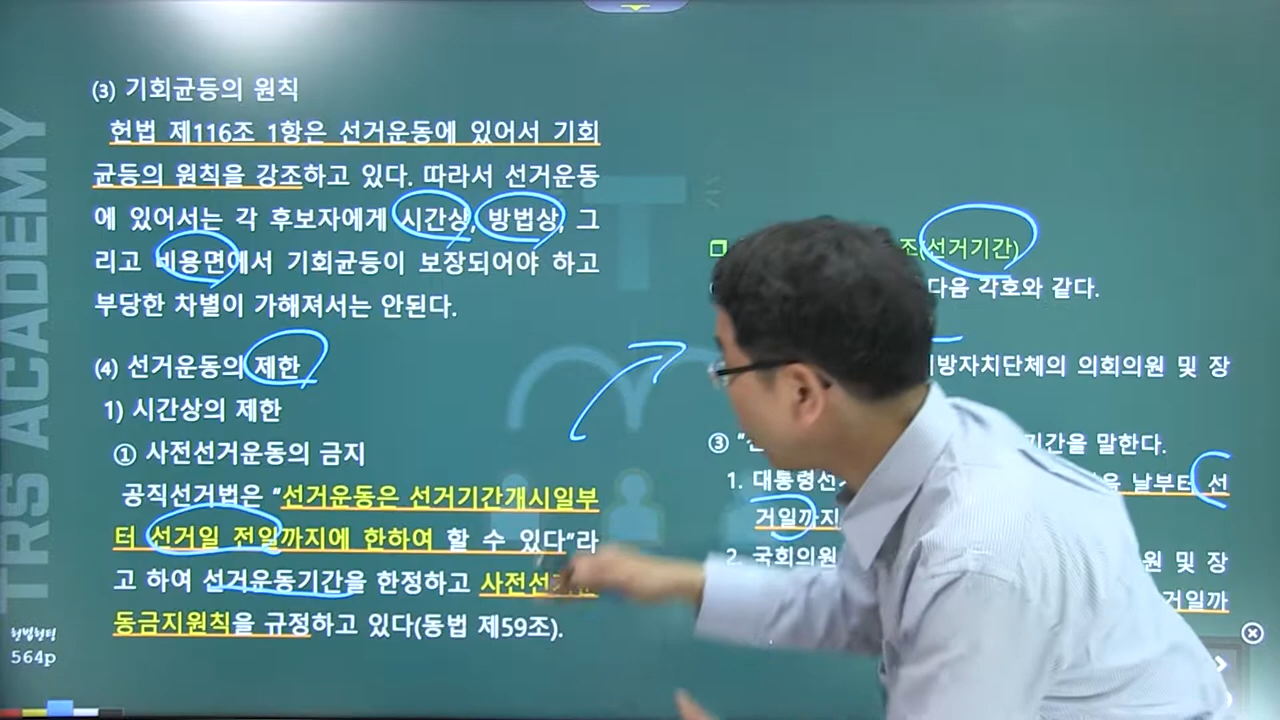 TRS ACADEMY
(3) 기회균등의 원칙
헌법 제116조 1항은 선거운동에 있어서 기회
균등의 원칙을 강조하고 있다. 따라서 선거운동
에 있어서는 각 후보자에게 시간상, 방법상, 그
리고 비용면에서 기회균등이 보장되어야 하고
부당한 차별이 가해져서는 안된다.
(4) 선거운동의 제한
1) 시간상의 제한
① 사전선거운동의 금지
공직선거법은 "선거운동은 선거기간개시일부
터 선거일 전일까지에 한하여 할 수 있다"라
고 하여 선거운동기간을 한정하고 사전선
동금지원칙을 규정하고 있다(동법 제59조).
564p
조(선거기간)
다음 각호와 같다.
방자치단체의 의회의원 및 장
③ 기간을 말한다.
1. 대통령선 날부터 선
거일까지
2. 국회의원 원 및 장
거일까